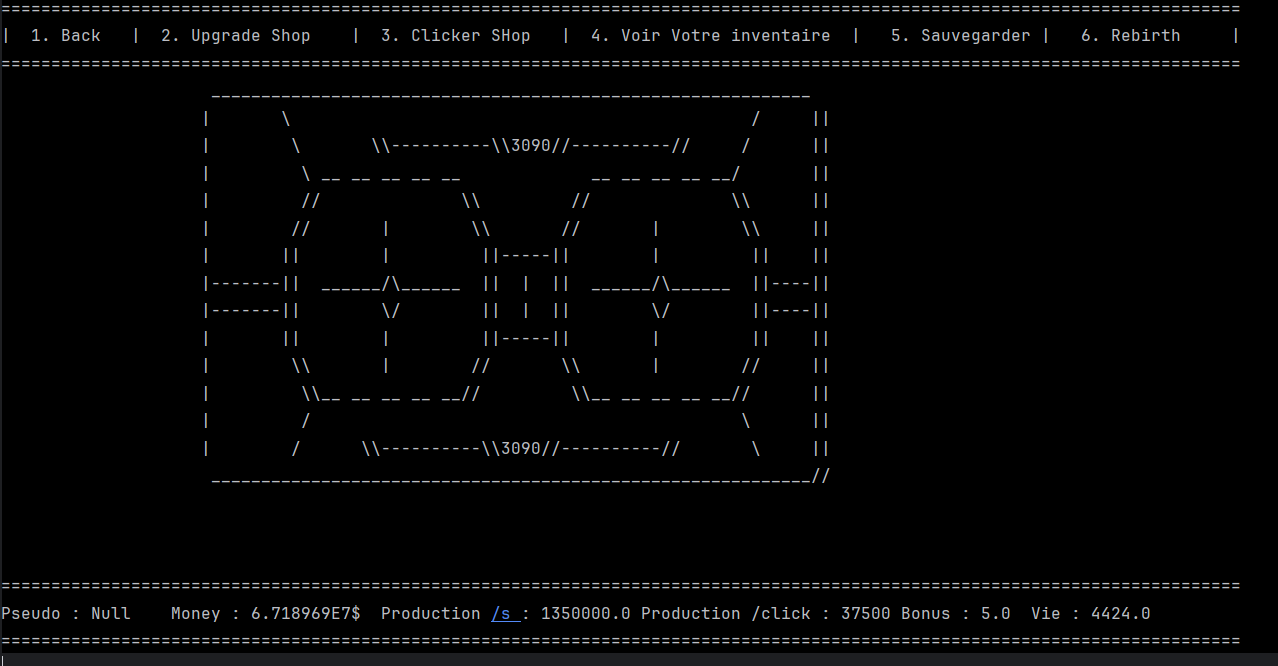 | 1. Back | 2. Upgrade Shop | 3. Clicker SHop | 4. Voir Votre inventaire | 5. Sauvegarder | 6. Rebirth |
3090
3090
Pseudo : Null Money : 6.718969E7$ Production /s : 1350000.0 Production /click : 37500 Bonus : 5.0 Vie : 4424.0